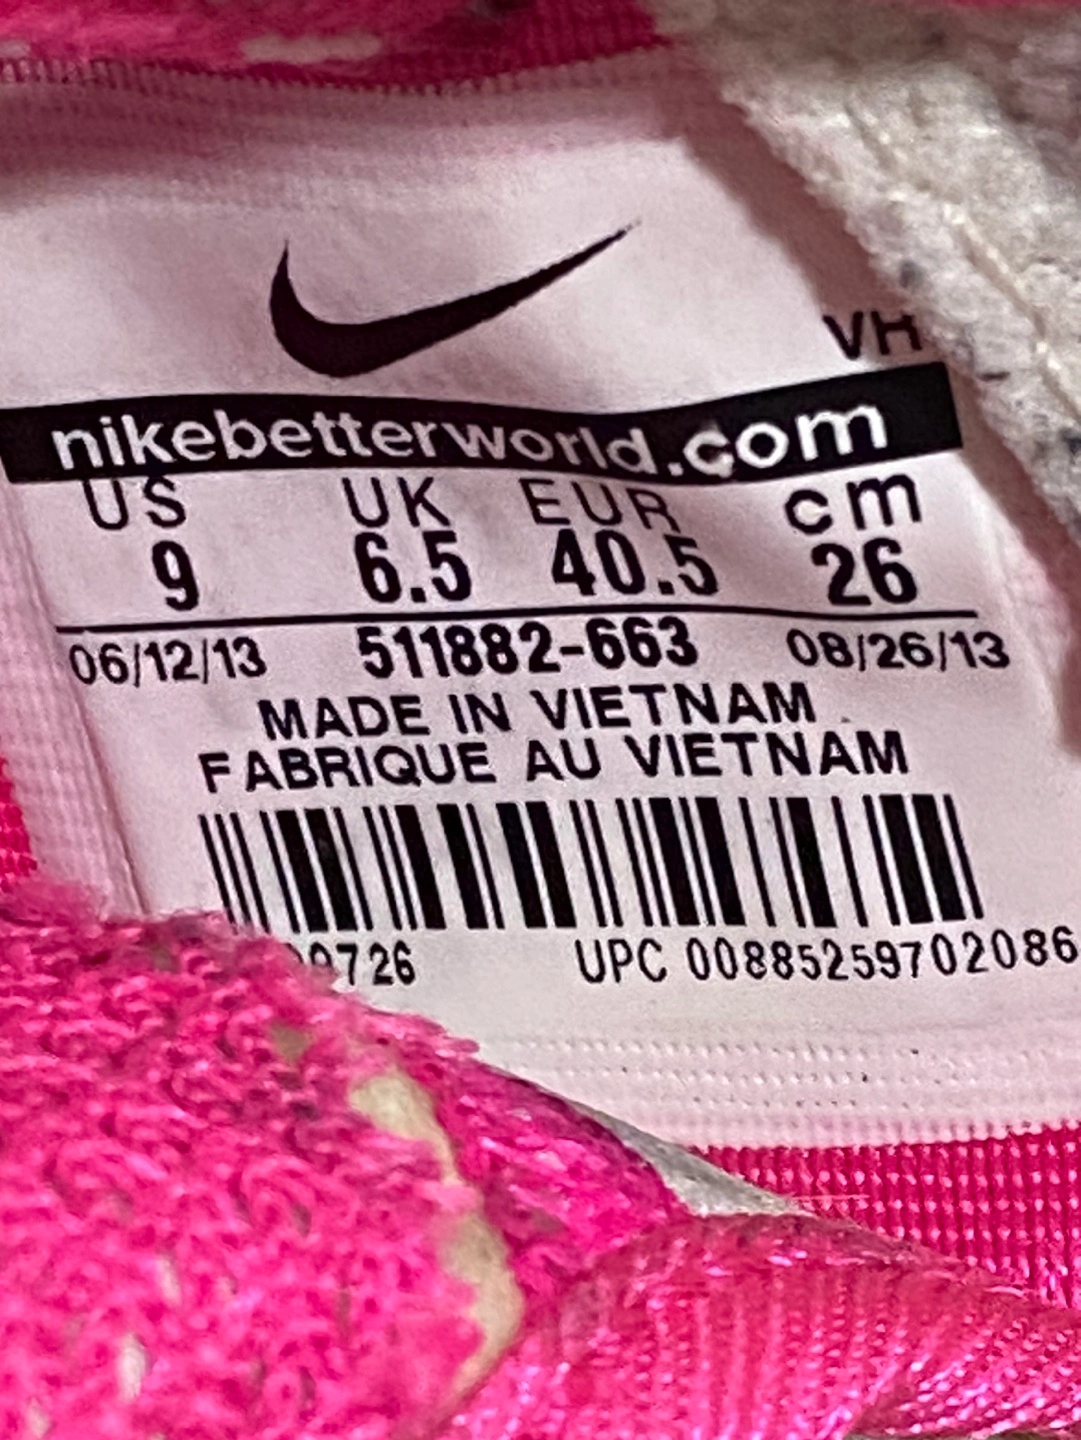 VH
nikebetterworld.com
US UK EUR cm
9 6.5 40.5 26
06/12/13 511882-663 08/26/13
MADE IN VIETNAM
FABRIQUE AU VIETNAM
0726 UPC 00885259702086